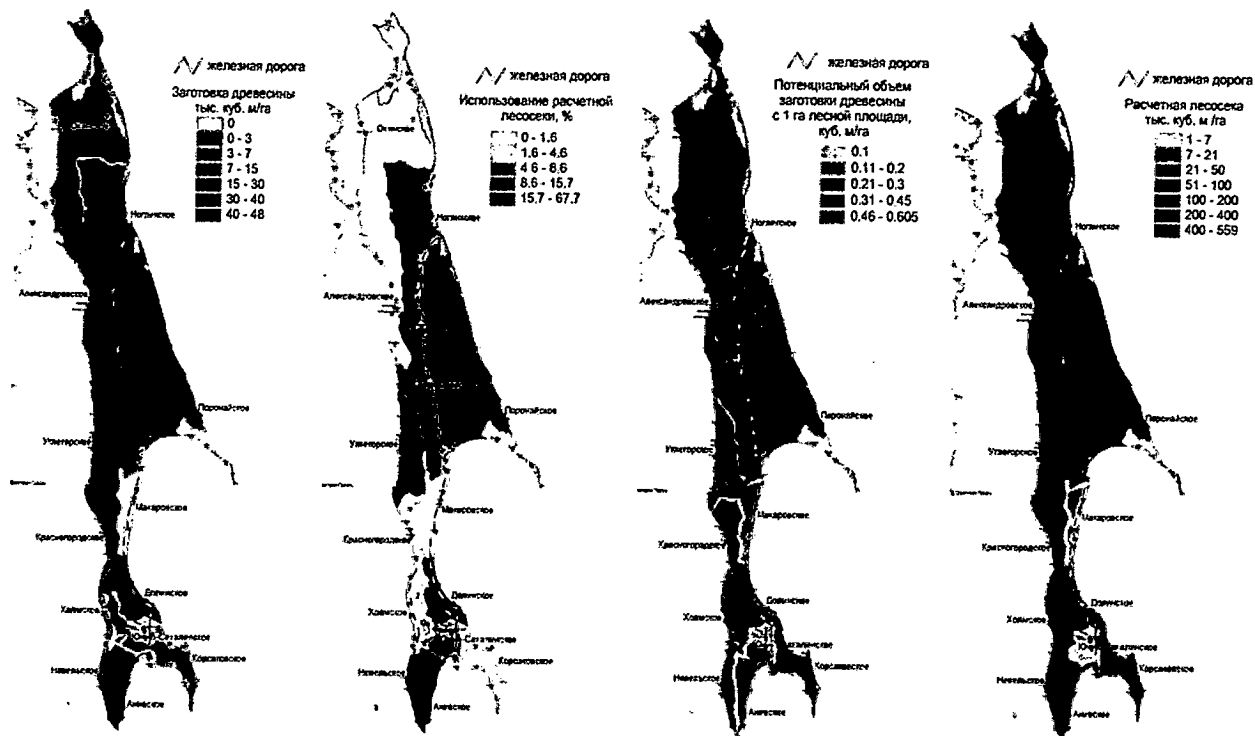 железная дорога
Заготовка древесины
тыс. куб. м/га
0
0 - 3
3 - 7
7 - 15
15 - 30
30 - 40
40 - 48
Ногликское
Александровское
Поронайское
Углегорское
Макаровское
Красногорское
Долинское
Холмское
Невельское
Корсаковское
Анивское
железная дорога
Использование расчетной
лесосеки, %
0 - 1.6
1.6 - 4.6
4.6 - 8.6
8.6 - 15.7
15.7 - 67.7
Охинское
Ногликское
Александровское
Поронайское
Углегорское
Макаровское
Долинское
Холмское
Сахалинское
Корсаковское
Невельское
Анивское
железная дорога
Потенциальный объем
заготовки древесины
с 1 га лесной площади,
куб. м/га
0.1
0.11 - 0.2
0.21 - 0.3
0.31 - 0.45
0.46 - 0.605
Ногликское
Александровское
Поронайское
Углегорское
Макаровское
Долинское
Холмское
Корсаковское
Невельское
Анивское
железная дорога
Расчетная лесосека
тыс. куб, м /га
1 - 7
7 - 21
21 - 50
51 - 100
100 - 200
200 - 400
400 - 559
Ногликское
Александровское
Поронайское
Углегорское
Макаровское
Долинское
Холмское
Корсаковское
Невельское
Анивское